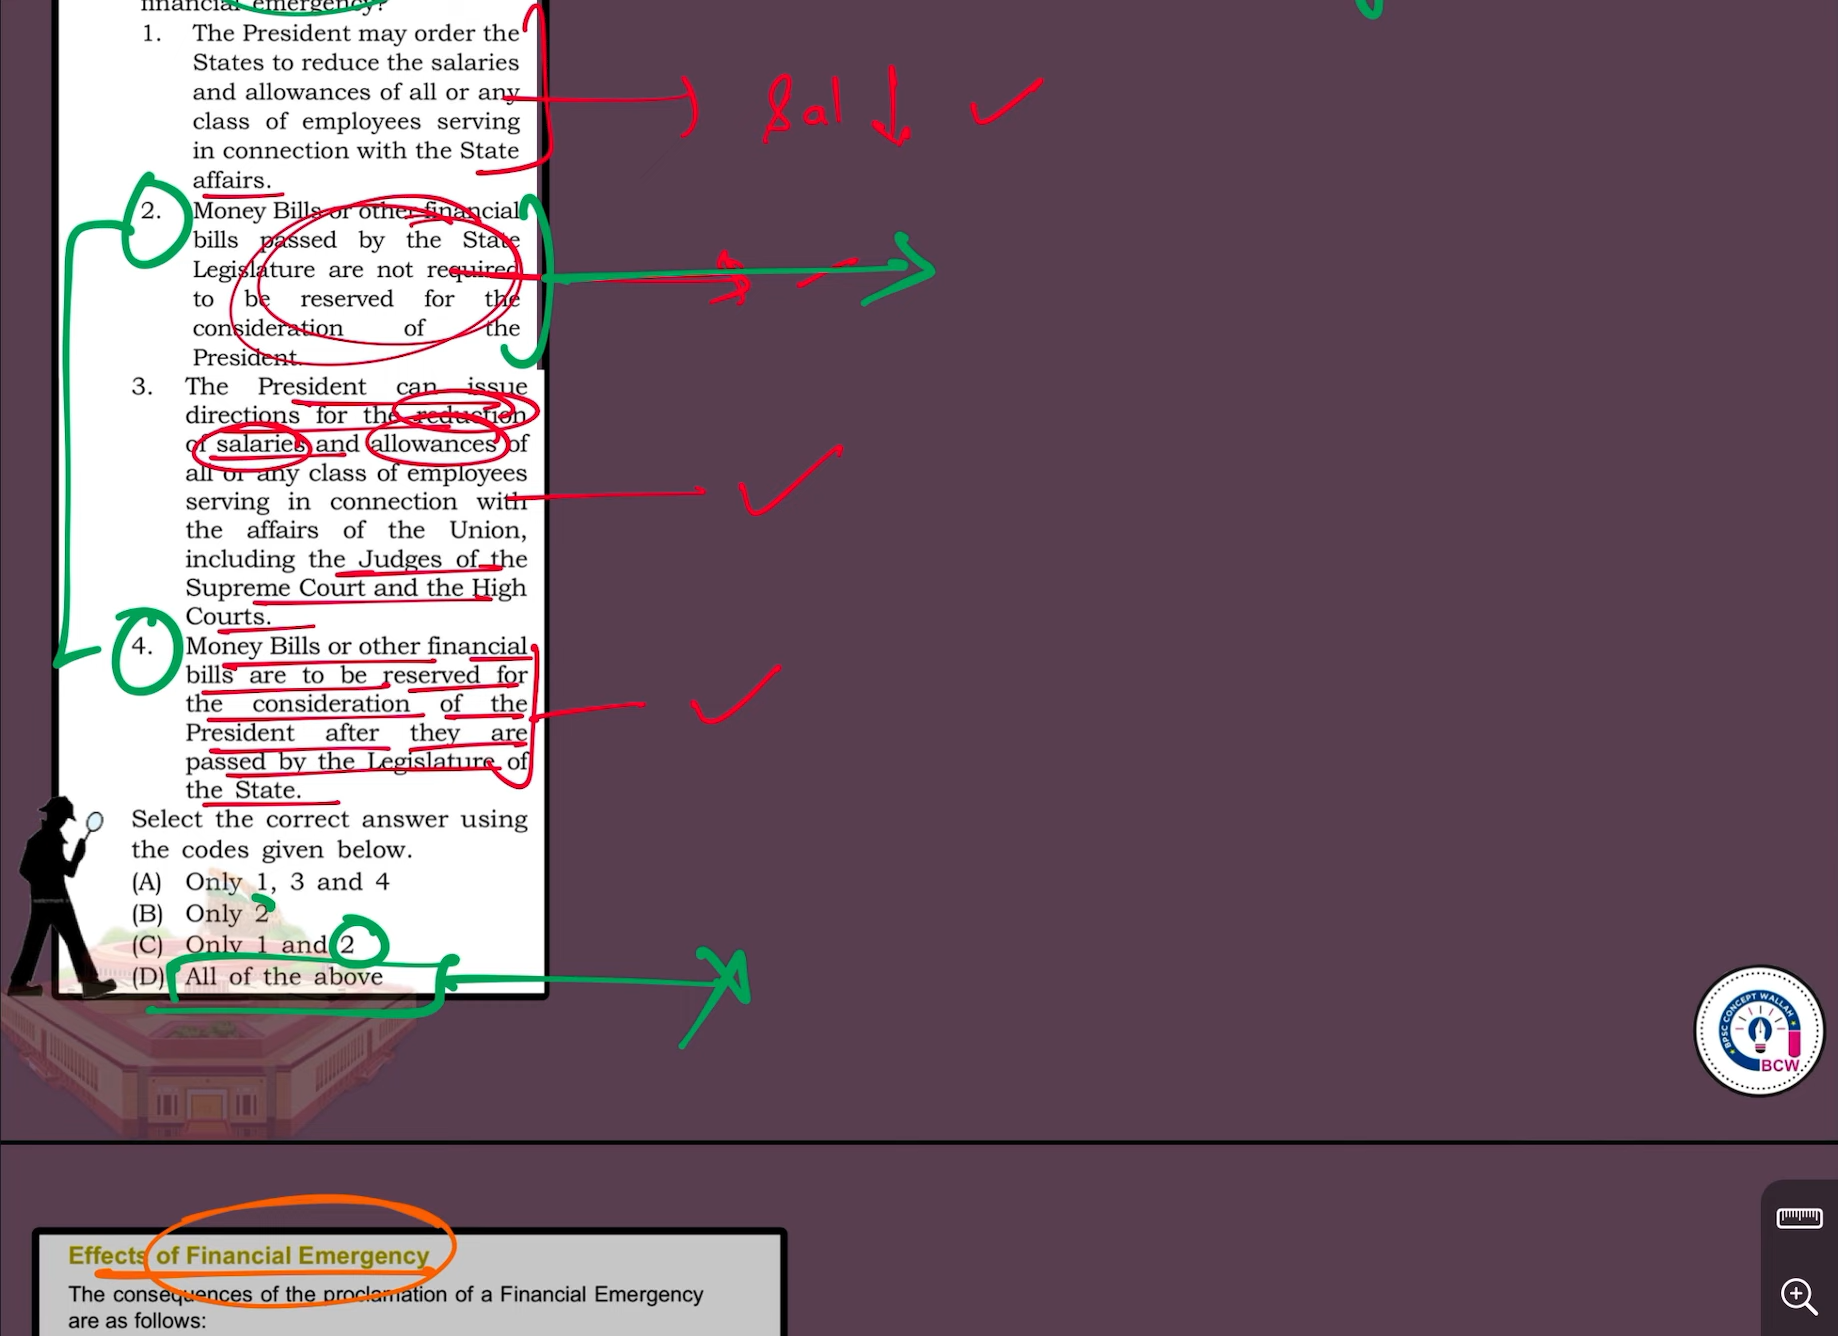 financial emergency?
1. The President may order the
States to reduce the salaries
and allowances of all or any
class of employees serving
in connection with the State
affairs.
Sal ↓ ✓
2. Money Bills or other financial
bills passed by the State
Legislature are not required
to be reserved for the
consideration of the
President.
3. The President can issue
directions for the reduction
of salaries and allowances of
all or any class of employees
serving in connection with
the affairs of the Union,
including the Judges of the
Supreme Court and the High
Courts.
4. Money Bills or other financial
bills are to be reserved for
the consideration of the
President after they are
passed by the Legislature of
the State.
Select the correct answer using
the codes given below.
(A) Only 1, 3 and 4
(B) Only 2
(C) Only 1 and 2
(D) All of the above
BPSC CONCEPT WALLAH
BCW
Effects of Financial Emergency
The consequences of the proclamation of a Financial Emergency
are as follows: